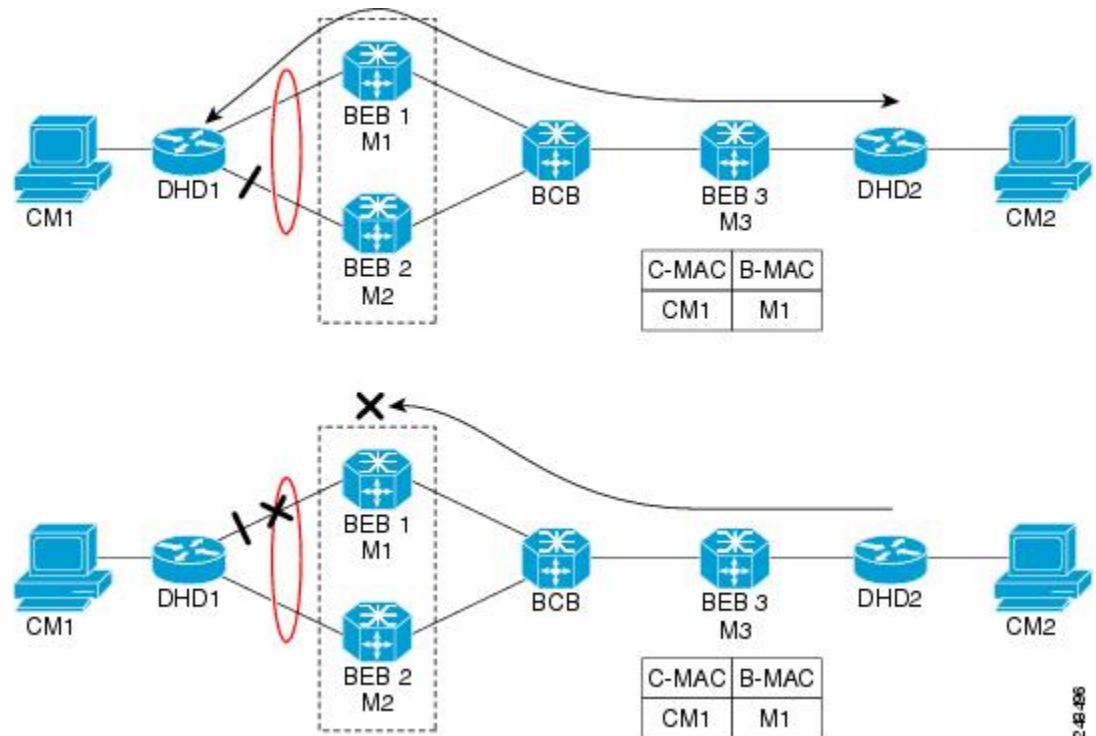 BEB 1
M1
CM1
DHD1
BCB
BEB 3
M3
DHD2
CM2
BEB 2
M2
C-MAC B-MAC
CM1 M1
BEB 1
M1
CM1
DHD1
BCB
BEB 3
M3
DHD2
CM2
BEB 2
M2
C-MAC B-MAC
CM1 M1
248496